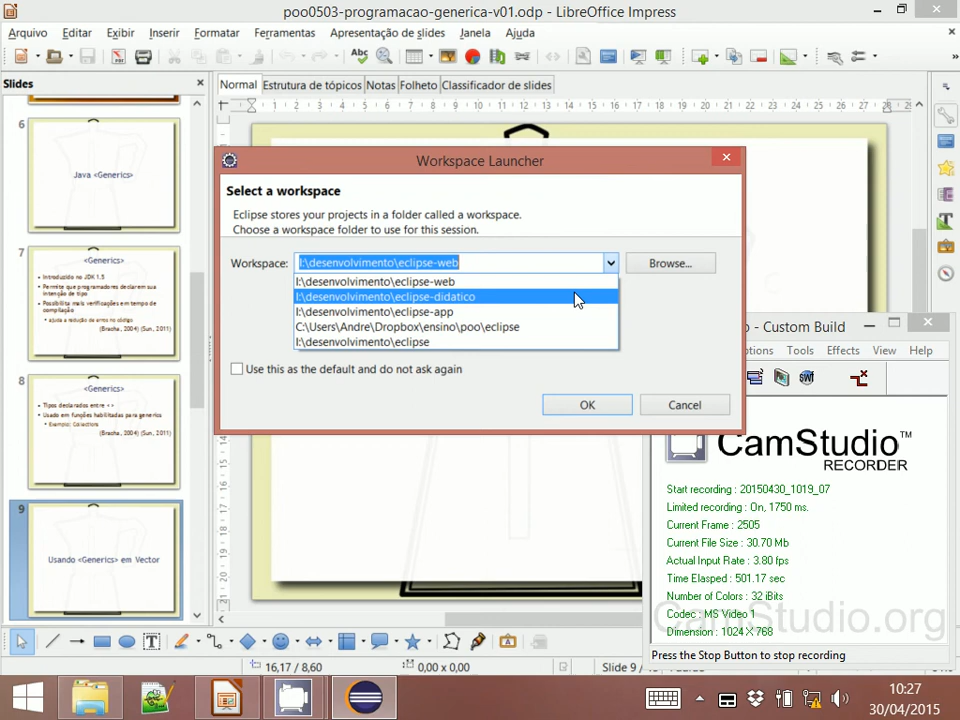 poo0503-programacao-generica-v01.odp - LibreOffice Impress
Arquivo Editar Exibir Inserir Formatar Ferramentas Apresentação de slides Janela Ajuda
Slides
Normal Estrutura de tópicos Notas Folheto Classificador de slides
6
Java <Generics>
7
<Generics>
Introduzido no JDK 1.5
Permite que programadores declarem sua intenção de tipo
Possibilita mais verificações em tempo de compilação
ajuda a redução de erros no código
(Bracha, 2004) (Sun, 2011)
8
<Generics>
Tipos declarados entre <>
Usado em funções habilitadas para generics
Exemplo: Collections
(Bracha, 2004) (Sun, 2011)
9
Usando <Generics> em Vector
Workspace Launcher
Select a workspace
Eclipse stores your projects in a folder called a workspace.
Choose a workspace folder to use for this session.
Workspace: I:\desenvolvimento\eclipse-web Browse...
I:\desenvolvimento\eclipse-web
I:\desenvolvimento\eclipse-didatico
I:\desenvolvimento\eclipse-app
C:\Users\Andre\Dropbox\ensino\poo\eclipse
I:\desenvolvimento\eclipse
Use this as the default and do not ask again
OK Cancel
- Custom Build
Tools Effects View Help
CamStudio™
RECORDER
Start recording : 20150430_1019_07
Limited recording : On, 1750 ms.
Current Frame : 2505
Current File Size : 30.70 Mb
Actual Input Rate : 3.80 fps
Time Elasped : 501.17 sec
Number of Colors : 32 iBits
Codec : MS Video 1
Dimension : 1024 X 768
CamStudio.org
Press the Stop Button to stop recording
16,17 / 8,60 0,00 x 0,00 Slide 9
10:27
30/04/2015